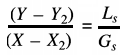 (Y − Y₂) / (X − X₂) = Lₛ / Gₛ